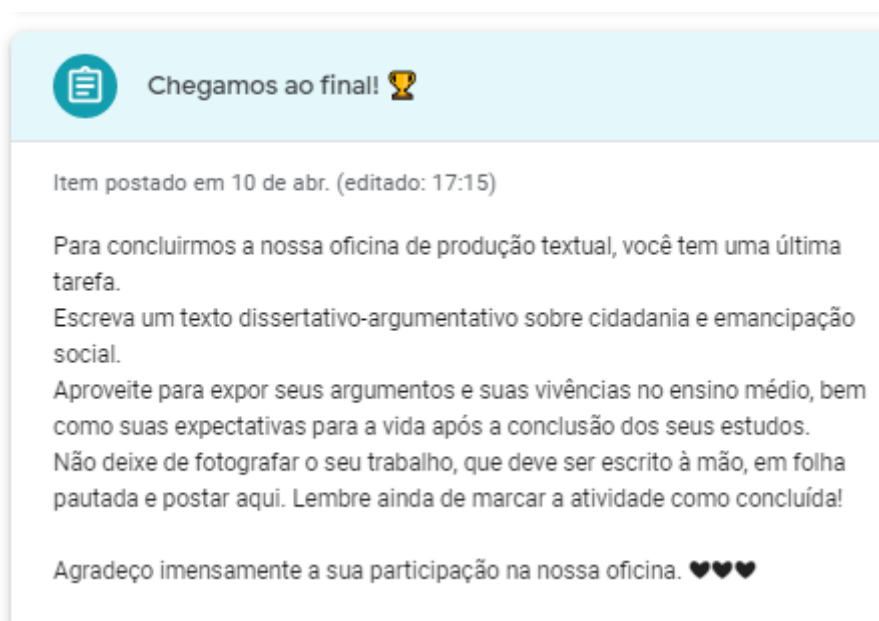 Chegamos ao final! 🏆
Item postado em 10 de abr. (editado: 17:15)
Para concluirmos a nossa oficina de produção textual, você tem uma última
tarefa.
Escreva um texto dissertativo-argumentativo sobre cidadania e emancipação
social.
Aproveite para expor seus argumentos e suas vivências no ensino médio, bem
como suas expectativas para a vida após a conclusão dos seus estudos.
Não deixe de fotografar o seu trabalho, que deve ser escrito à mão, em folha
pautada e postar aqui. Lembre ainda de marcar a atividade como concluída!
Agradeço imensamente a sua participação na nossa oficina. ♥♥♥